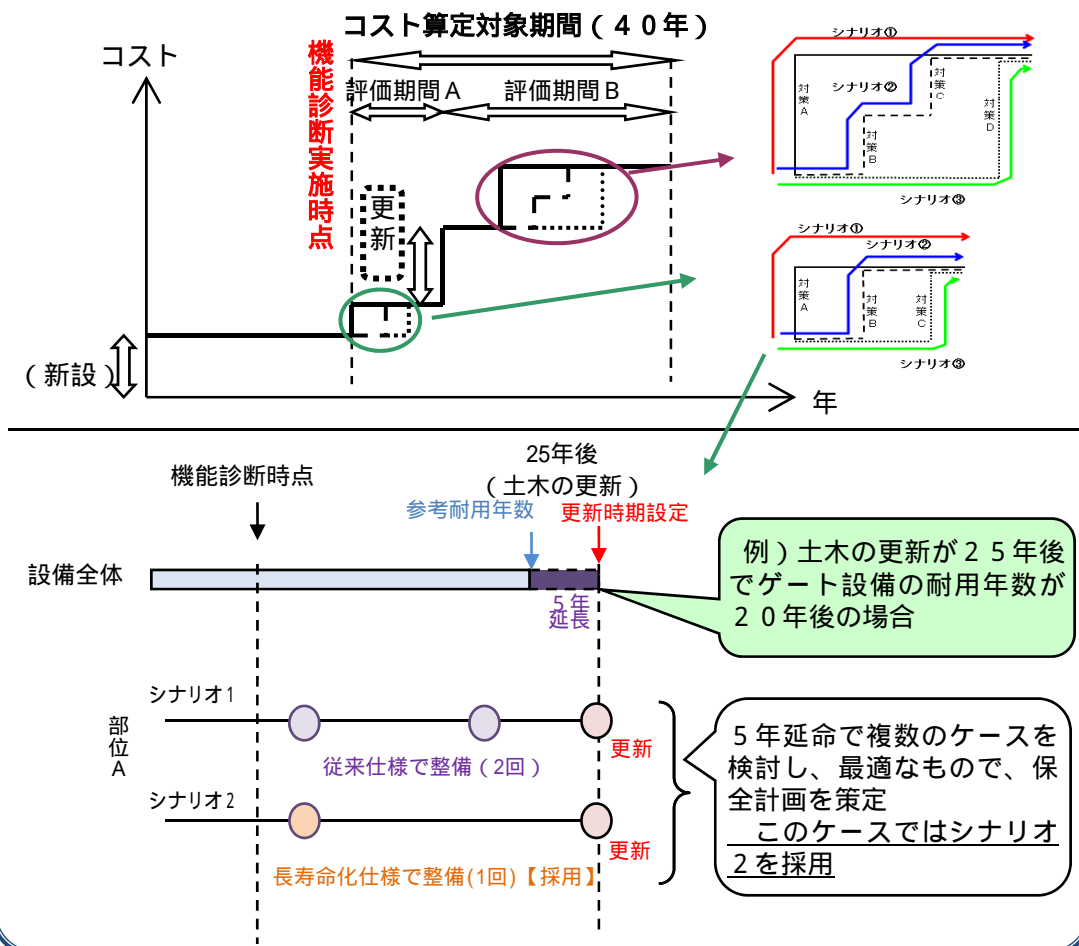 コスト算定対象期間（４０年）
コスト
機能診断実施時点
評価期間Ａ
評価期間Ｂ
更新
（新設）
年
シナリオ①
シナリオ②
対策A
対策B
対策C
対策D
シナリオ③
シナリオ①
シナリオ②
対策A
対策B
対策C
シナリオ③
25年後
（土木の更新）
機能診断時点
参考耐用年数
更新時期設定
設備全体
５年
延長
例）土木の更新が２５年後
でゲート設備の耐用年数が
２０年後の場合
部位A
シナリオ1
更新
従来仕様で整備（2回）
シナリオ2
更新
長寿命化仕様で整備(1回)【採用】
５年延命で複数のケースを
検討し、最適なもので、保
全計画を策定
このケースではシナリオ
２を採用